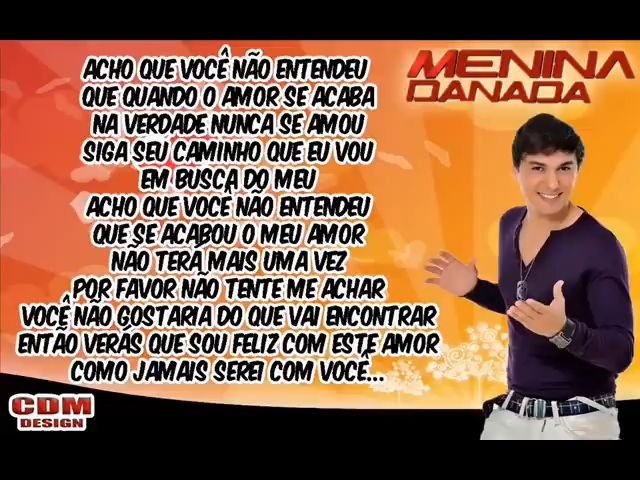 MENINA
DANADA
ACHO QUE VOCÊ NÃO ENTENDEU
QUE QUANDO O AMOR SE ACABA
NA VERDADE NUNCA SE AMOU
SIGA SEU CAMINHO QUE EU VOU
EM BUSCA DO MEU
ACHO QUE VOCÊ NÃO ENTENDEU
QUE SE ACABOU O MEU AMOR
NÃO TERÁ MAIS UMA VEZ
POR FAVOR NÃO TENTE ME ACHAR
VOCÊ NÃO GOSTARIA DO QUE VAI ENCONTRAR
ENTÃO VERÁS QUE SOU FELIZ COM ESTE AMOR
COMO JAMAIS SEREI COM VOCÊ...
CDM
DESIGN